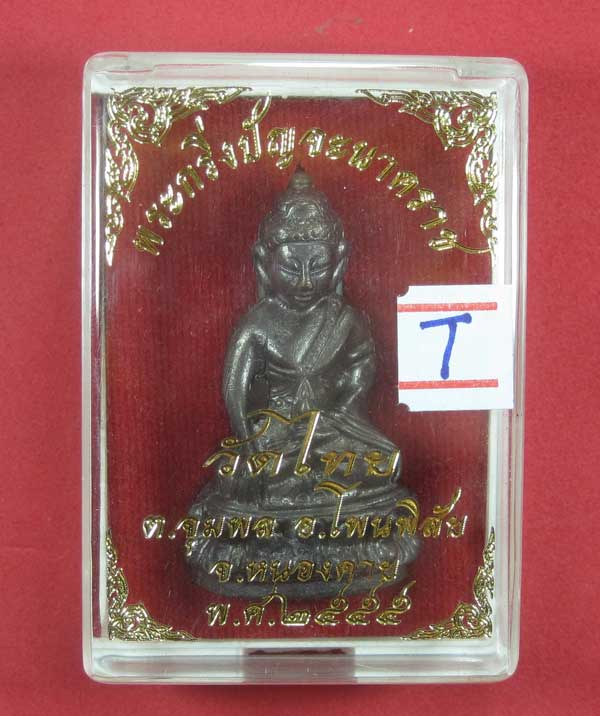 พระกริ่งปัญจะนาคราช
T
วัดไทย
ต.จุมพล อ.โพนพิสัย
จ.หนองคาย
พ.ศ.๒๕๕๕